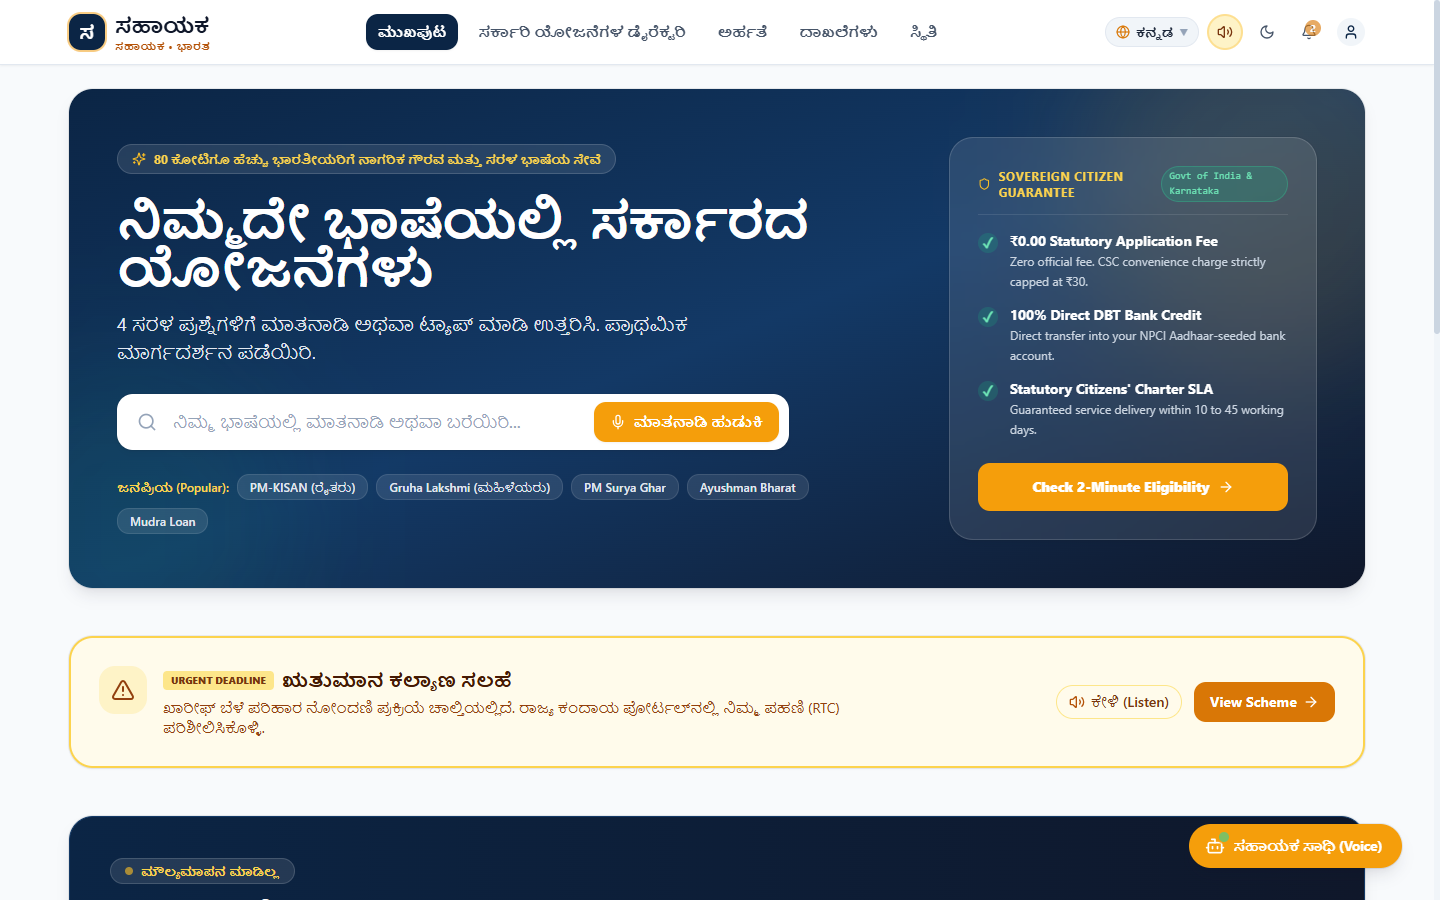 ಸ
ಸಹಾಯಕ
ಸಹಾಯಕ • ಭಾರತ
ಮುಖಪುಟ
ಸರ್ಕಾರಿ ಯೋಜನೆಗಳ ಡೈರೆಕ್ಟರಿ
ಅರ್ಹತೆ
ದಾಖಲೆಗಳು
ಸ್ಥಿತಿ
ಕನ್ನಡ ▼
80 ಕೋಟಿಗೂ ಹೆಚ್ಚು ಭಾರತೀಯರಿಗೆ ನಾಗರಿಕ ಗೌರವ ಮತ್ತು ಸರಳ ಭಾಷೆಯ ಸೇವೆ
ನಿಮ್ಮದೇ ಭಾಷೆಯಲ್ಲಿ ಸರ್ಕಾರದ
ಯೋಜನೆಗಳು
4 ಸರಳ ಪ್ರಶ್ನೆಗಳಿಗೆ ಮಾತನಾಡಿ ಅಥವಾ ಟ್ಯಾಪ್ ಮಾಡಿ ಉತ್ತರಿಸಿ. ಪ್ರಾಥಮಿಕ
ಮಾರ್ಗದರ್ಶನ ಪಡೆಯಿರಿ.
ನಿಮ್ಮ ಭಾಷೆಯಲ್ಲಿ ಮಾತನಾಡಿ ಅಥವಾ ಬರೆಯಿರಿ...
ಮಾತನಾಡಿ ಹುಡುಕಿ
ಜನಪ್ರಿಯ (Popular):
PM-KISAN (ರೈತರು)
Gruha Lakshmi (ಮಹಿಳೆಯರು)
PM Surya Ghar
Ayushman Bharat
Mudra Loan
SOVEREIGN CITIZEN
GUARANTEE
Govt of India &
Karnataka
₹0.00 Statutory Application Fee
Zero official fee. CSC convenience charge strictly
capped at ₹30.
100% Direct DBT Bank Credit
Direct transfer into your NPCI Aadhaar-seeded bank
account.
Statutory Citizens' Charter SLA
Guaranteed service delivery within 10 to 45 working
days.
Check 2-Minute Eligibility →
URGENT DEADLINE
ಋತುಮಾನ ಕಲ್ಯಾಣ ಸಲಹೆ
ಖಾರೀಫ್ ಬೆಳೆ ಪರಿಹಾರ ನೋಂದಣಿ ಪ್ರಕ್ರಿಯೆ ಚಾಲ್ತಿಯಲ್ಲಿದೆ. ರಾಜ್ಯ ಕಂದಾಯ ಪೋರ್ಟಲ್‌ನಲ್ಲಿ ನಿಮ್ಮ ಪಹಣಿ (RTC)
ಪರಿಶೀಲಿಸಿಕೊಳ್ಳಿ.
ಕೇಳಿ (Listen)
View Scheme →
ಮೌಲ್ಯಮಾಪನ ಮಾಡಿಲ್ಲ
ಸಹಾಯಕ ಸಾಥಿ (Voice)